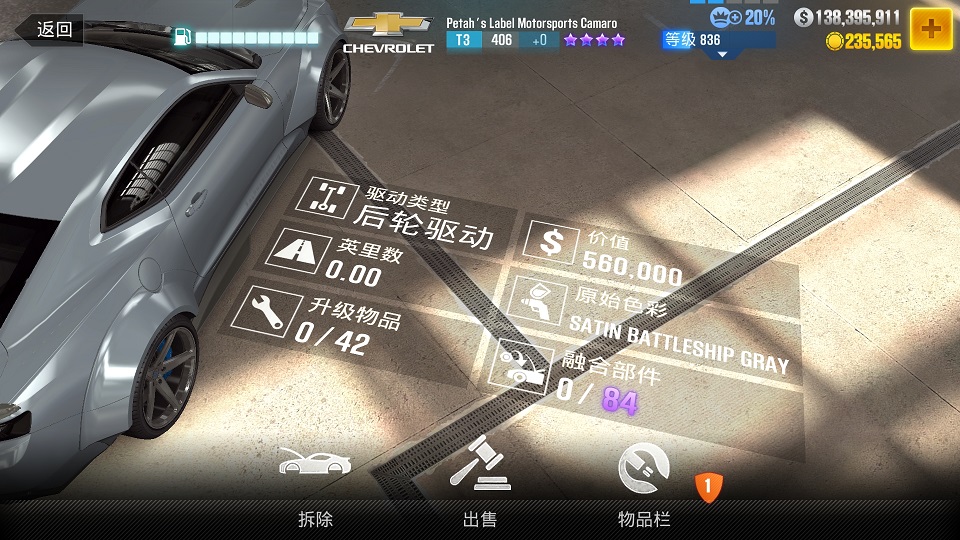 返回
CHEVROLET
Petah's Label Motorsports Camaro
T3 406 +0
20%
等级 836
138,395,911
235,565
驱动类型
后轮驱动
英里数
0.00
升级物品
0/42
价值
560,000
原始色彩
SATIN BATTLESHIP GRAY
融合部件
0/84
拆除
出售
物品栏
1